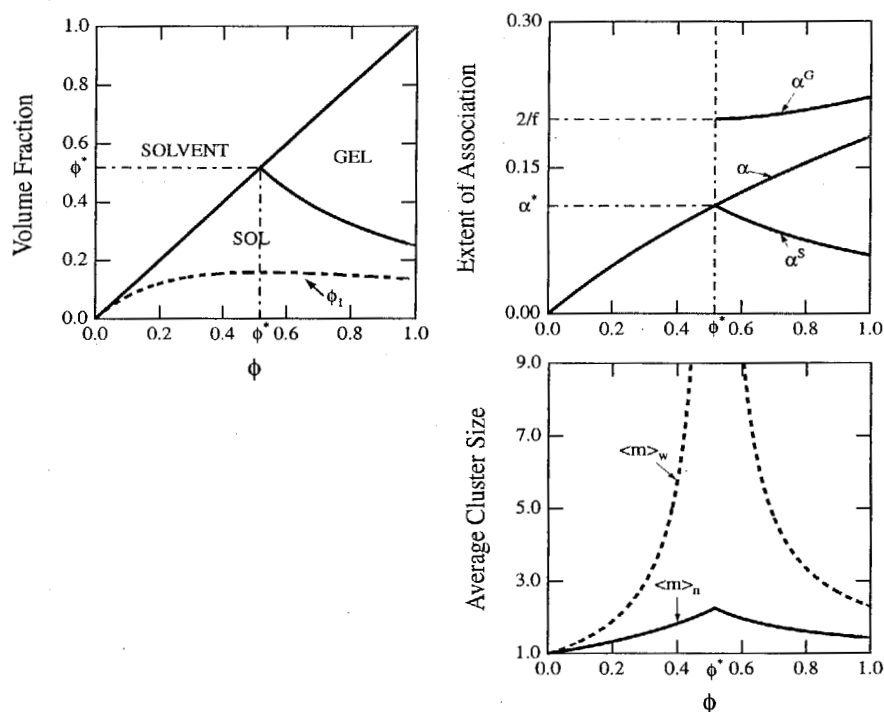 Volume Fraction
1.0
0.8
0.6
ϕ*
0.4
0.2
0.0
SOLVENT
GEL
SOL
ϕ₁
0.0 0.2 0.4 ϕ* 0.6 0.8 1.0
ϕ
Extent of Association
0.30
2/f
0.15
α*
0.00
α^G
α
α^S
0.0 0.2 0.4 ϕ* 0.6 0.8 1.0
Average Cluster Size
9.0
7.0
5.0
3.0
1.0
<m>_w
<m>_n
0.0 0.2 0.4 ϕ* 0.6 0.8 1.0
ϕ